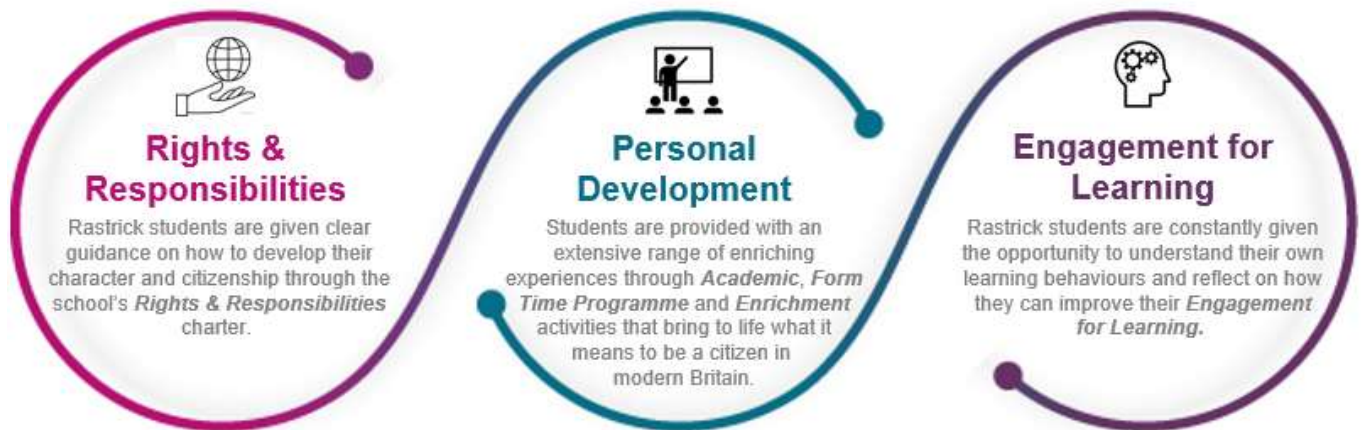 Rights &
Responsibilities
Rastrick students are given clear
guidance on how to develop their
character and citizenship through the
school's Rights & Responsibilities
charter.
Personal
Development
Students are provided with an
extensive range of enriching
experiences through Academic, Form
Time Programme and Enrichment
activities that bring to life what it
means to be a citizen in
modern Britain.
Engagement for
Learning
Rastrick students are constantly given
the opportunity to understand their own
learning behaviours and reflect on how
they can improve their Engagement
for Learning.